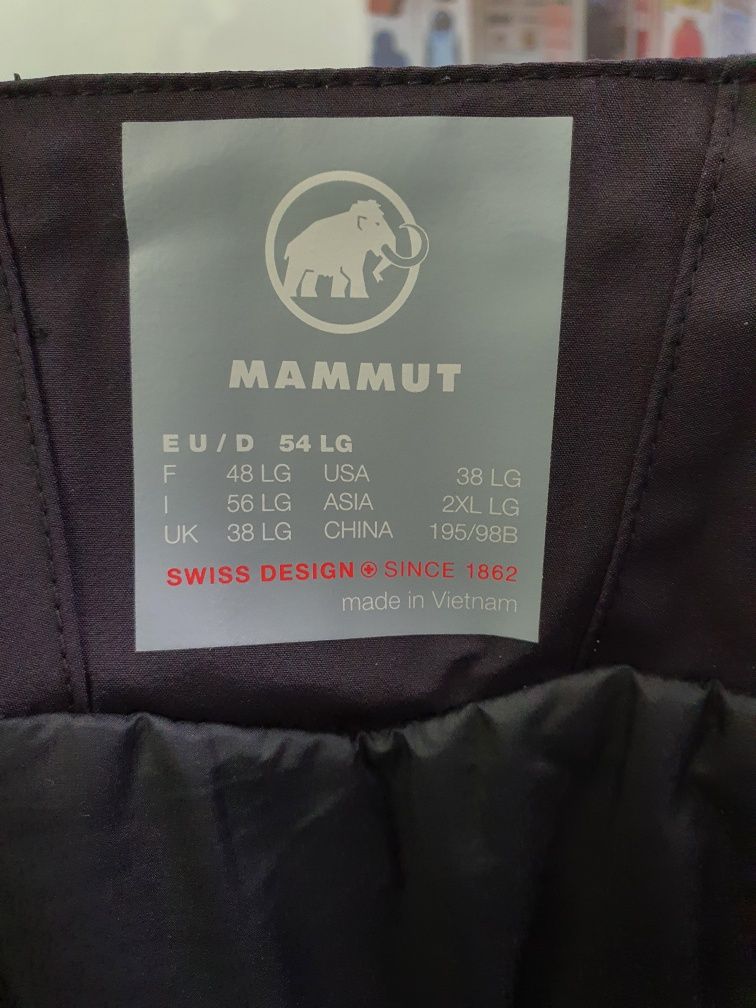 MAMMUT
EU/D 54 LG
F 48 LG USA 38 LG
I 56 LG ASIA 2XL LG
UK 38 LG CHINA 195/98B
SWISS DESIGN SINCE 1862
made in Vietnam